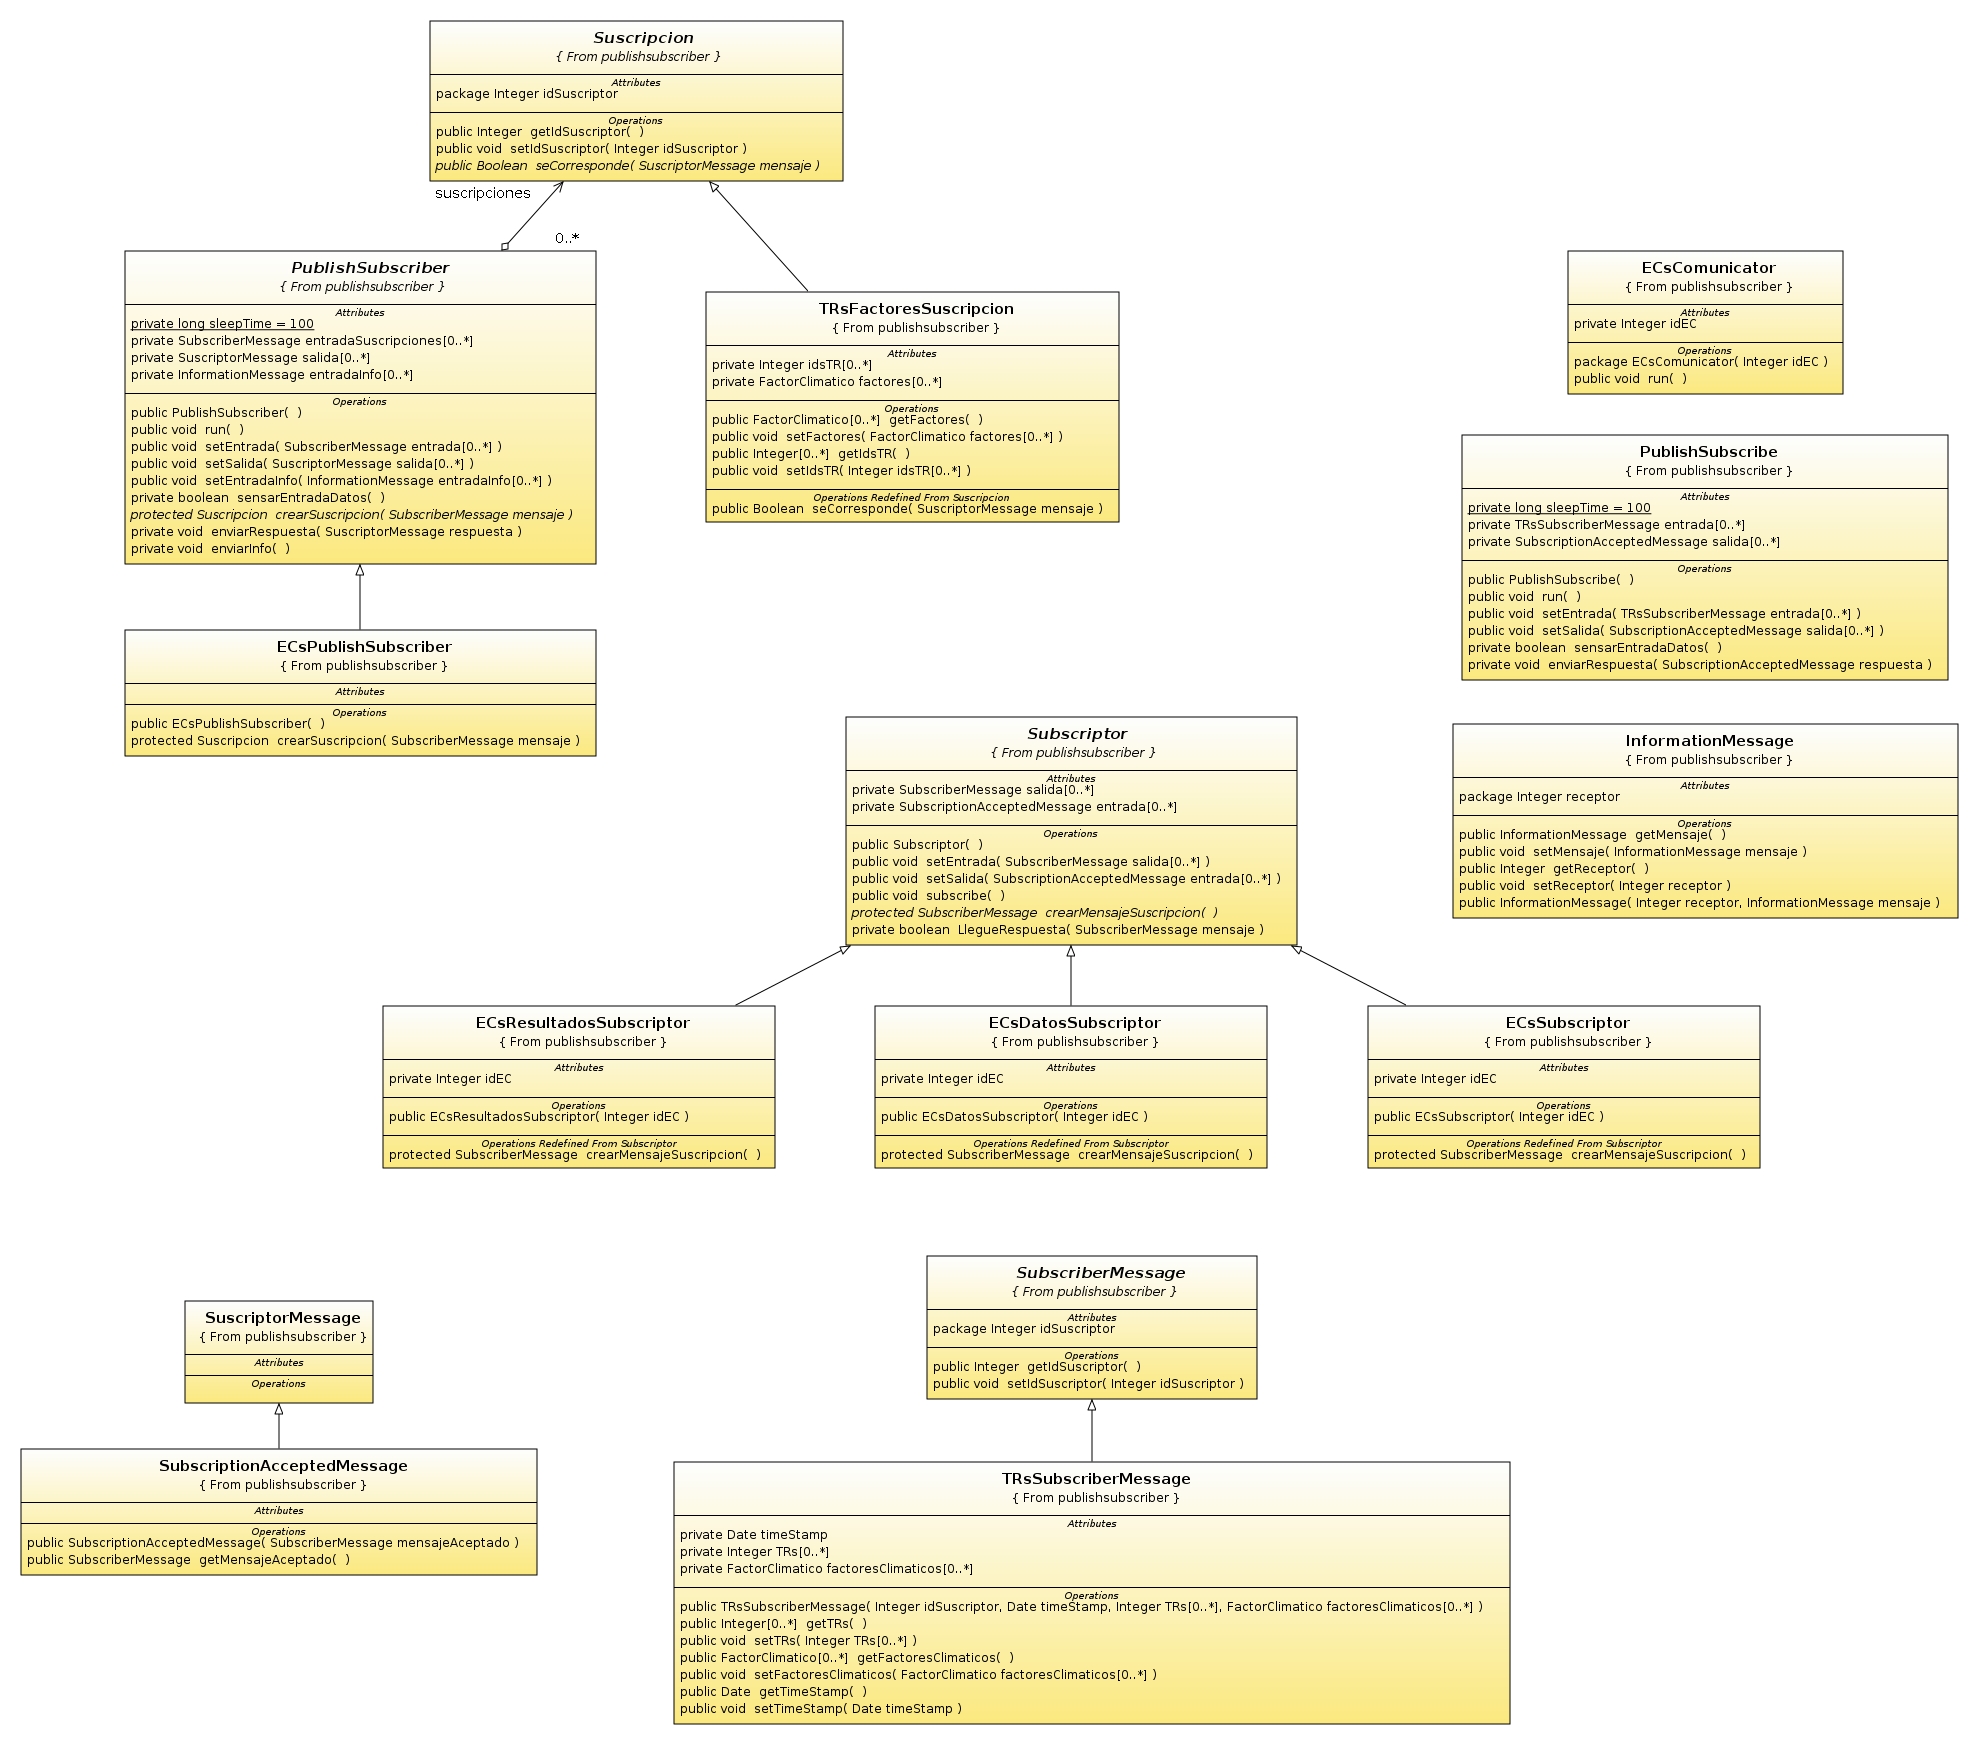 Suscripcion
{ From publishsubscriber }
Attributes
package Integer idSuscriptor
Operations
public Integer getIdSuscriptor( )
public void setIdSuscriptor( Integer idSuscriptor )
public Boolean seCorresponde( SuscriptorMessage mensaje )
suscripciones
0..*
PublishSubscriber
{ From publishsubscriber }
Attributes
private long sleepTime = 100
private SubscriberMessage entradaSuscripciones[0..*]
private SuscriptorMessage salida[0..*]
private InformationMessage entradaInfo[0..*]
Operations
public PublishSubscriber( )
public void run( )
public void setEntrada( SubscriberMessage entrada[0..*] )
public void setSalida( SuscriptorMessage salida[0..*] )
public void setEntradaInfo( InformationMessage entradaInfo[0..*] )
private boolean sensarEntradaDatos( )
protected Suscripcion crearSuscripcion( SubscriberMessage mensaje )
private void enviarRespuesta( SuscriptorMessage respuesta )
private void enviarInfo( )
TRsFactoresSuscripcion
{ From publishsubscriber }
Attributes
private Integer idsTR[0..*]
private FactorClimatico factores[0..*]
Operations
public FactorClimatico[0..*] getFactores( )
public void setFactores( FactorClimatico factores[0..*] )
public Integer[0..*] getIdsTR( )
public void setIdsTR( Integer idsTR[0..*] )
Operations Redefined From Suscripcion
public Boolean seCorresponde( SuscriptorMessage mensaje )
ECsComunicator
{ From publishsubscriber }
Attributes
private Integer idEC
Operations
package ECsComunicator( Integer idEC )
public void run( )
PublishSubscribe
{ From publishsubscriber }
Attributes
private long sleepTime = 100
private TRsSubscriberMessage entrada[0..*]
private SubscriptionAcceptedMessage salida[0..*]
Operations
public PublishSubscribe( )
public void run( )
public void setEntrada( TRsSubscriberMessage entrada[0..*] )
public void setSalida( SubscriptionAcceptedMessage salida[0..*] )
private boolean sensarEntradaDatos( )
private void enviarRespuesta( SubscriptionAcceptedMessage respuesta )
ECsPublishSubscriber
{ From publishsubscriber }
Attributes
Operations
public ECsPublishSubscriber( )
protected Suscripcion crearSuscripcion( SubscriberMessage mensaje )
Subscriptor
{ From publishsubscriber }
Attributes
private SubscriberMessage salida[0..*]
private SubscriptionAcceptedMessage entrada[0..*]
Operations
public Subscriptor( )
public void setEntrada( SubscriberMessage salida[0..*] )
public void setSalida( SubscriptionAcceptedMessage entrada[0..*] )
public void subscribe( )
protected SubscriberMessage crearMensajeSuscripcion( )
private boolean LlegueRespuesta( SubscriberMessage mensaje )
InformationMessage
{ From publishsubscriber }
Attributes
package Integer receptor
Operations
public InformationMessage getMensaje( )
public void setMensaje( InformationMessage mensaje )
public Integer getReceptor( )
public void setReceptor( Integer receptor )
public InformationMessage( Integer receptor, InformationMessage mensaje )
ECsResultadosSubscriptor
{ From publishsubscriber }
Attributes
private Integer idEC
Operations
public ECsResultadosSubscriptor( Integer idEC )
Operations Redefined From Subscriptor
protected SubscriberMessage crearMensajeSuscripcion( )
ECsDatosSubscriptor
{ From publishsubscriber }
Attributes
private Integer idEC
Operations
public ECsDatosSubscriptor( Integer idEC )
Operations Redefined From Subscriptor
protected SubscriberMessage crearMensajeSuscripcion( )
ECsSubscriptor
{ From publishsubscriber }
Attributes
private Integer idEC
Operations
public ECsSubscriptor( Integer idEC )
Operations Redefined From Subscriptor
protected SubscriberMessage crearMensajeSuscripcion( )
SuscriptorMessage
{ From publishsubscriber }
Attributes
Operations
SubscriptionAcceptedMessage
{ From publishsubscriber }
Attributes
Operations
public SubscriptionAcceptedMessage( SubscriberMessage mensajeAceptado )
public SubscriberMessage getMensajeAceptado( )
SubscriberMessage
{ From publishsubscriber }
Attributes
package Integer idSuscriptor
Operations
public Integer getIdSuscriptor( )
public void setIdSuscriptor( Integer idSuscriptor )
TRsSubscriberMessage
{ From publishsubscriber }
Attributes
private Date timeStamp
private Integer TRs[0..*]
private FactorClimatico factoresClimaticos[0..*]
Operations
public TRsSubscriberMessage( Integer idSuscriptor, Date timeStamp, Integer TRs[0..*], FactorClimatico factoresClimaticos[0..*] )
public Integer[0..*] getTRs( )
public void setTRs( Integer TRs[0..*] )
public FactorClimatico[0..*] getFactoresClimaticos( )
public void setFactoresClimaticos( FactorClimatico factoresClimaticos[0..*] )
public Date getTimeStamp( )
public void setTimeStamp( Date timeStamp )